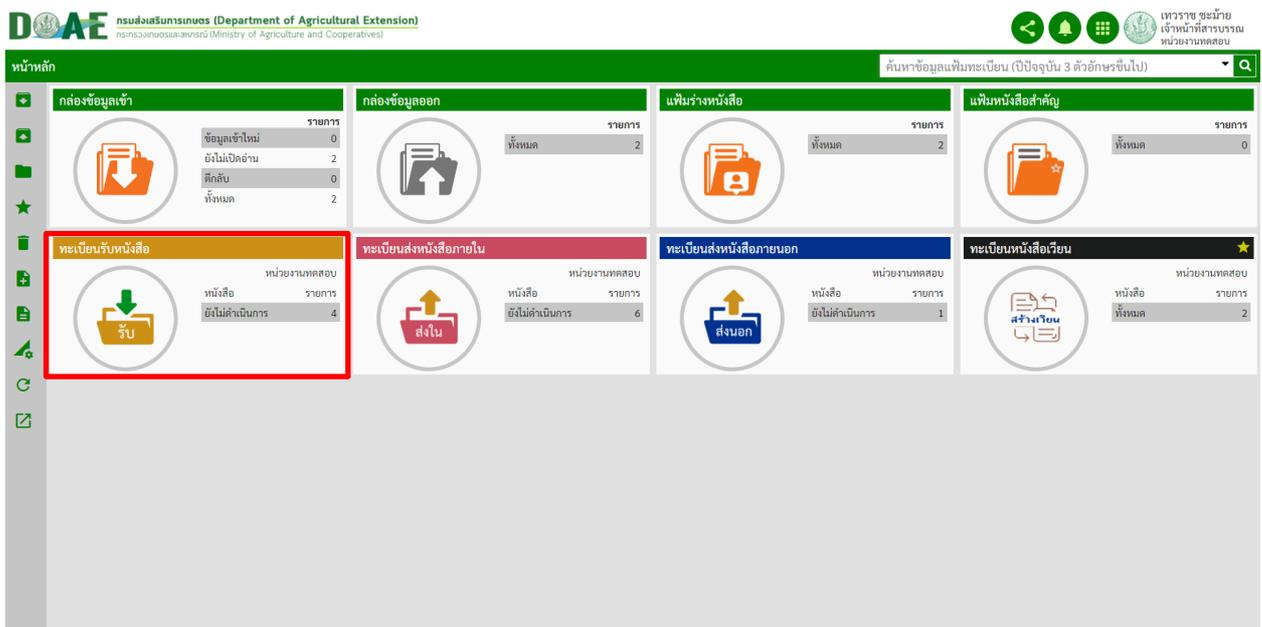 DOAE
กรมส่งเสริมการเกษตร (Department of Agricultural Extension)
กระทรวงเกษตรและสหกรณ์ (Ministry of Agriculture and Cooperatives)
เทวราช ชะม้าย
เจ้าหน้าที่สารบรรณ
หน่วยงานทดสอบ
หน้าหลัก
ค้นหาข้อมูลแฟ้มทะเบียน (ปีปัจจุบัน 3 ตัวอักษรขึ้นไป)
กล่องข้อมูลเข้า
รายการ
ข้อมูลเข้าใหม่ 0
ยังไม่เปิดอ่าน 2
ตีกลับ 0
ทั้งหมด 2
กล่องข้อมูลออก
รายการ
ทั้งหมด 2
แฟ้มร่างหนังสือ
รายการ
ทั้งหมด 2
แฟ้มหนังสือสำคัญ
รายการ
ทั้งหมด 0
ทะเบียนรับหนังสือ
หน่วยงานทดสอบ
หนังสือ รายการ
ยังไม่ดำเนินการ 4
รับ
ทะเบียนส่งหนังสือภายใน
หน่วยงานทดสอบ
หนังสือ รายการ
ยังไม่ดำเนินการ 6
ส่งใน
ทะเบียนส่งหนังสือภายนอก
หน่วยงานทดสอบ
หนังสือ รายการ
ยังไม่ดำเนินการ 1
ส่งนอก
ทะเบียนหนังสือเวียน
หน่วยงานทดสอบ
หนังสือ รายการ
ทั้งหมด 2
สร้างเวียน